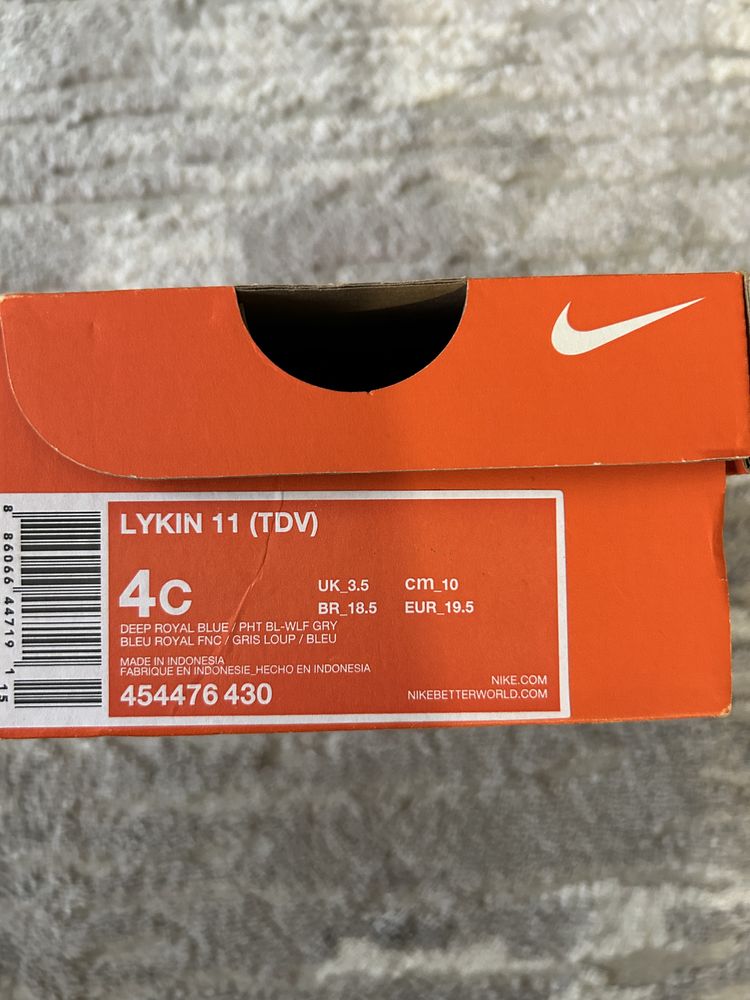 LYKIN 11 (TDV)
4C
UK_3.5 cm_10
BR_18.5 EUR_19.5
DEEP ROYAL BLUE / PHT BL-WLF GRY
BLEU ROYAL FNC / GRIS LOUP / BLEU
MADE IN INDONESIA
FABRIQUE EN INDONESIE_HECHO EN INDONESIA
454476 430
NIKE.COM
NIKEBETTERWORLD.COM
8 86066 44719 1 15